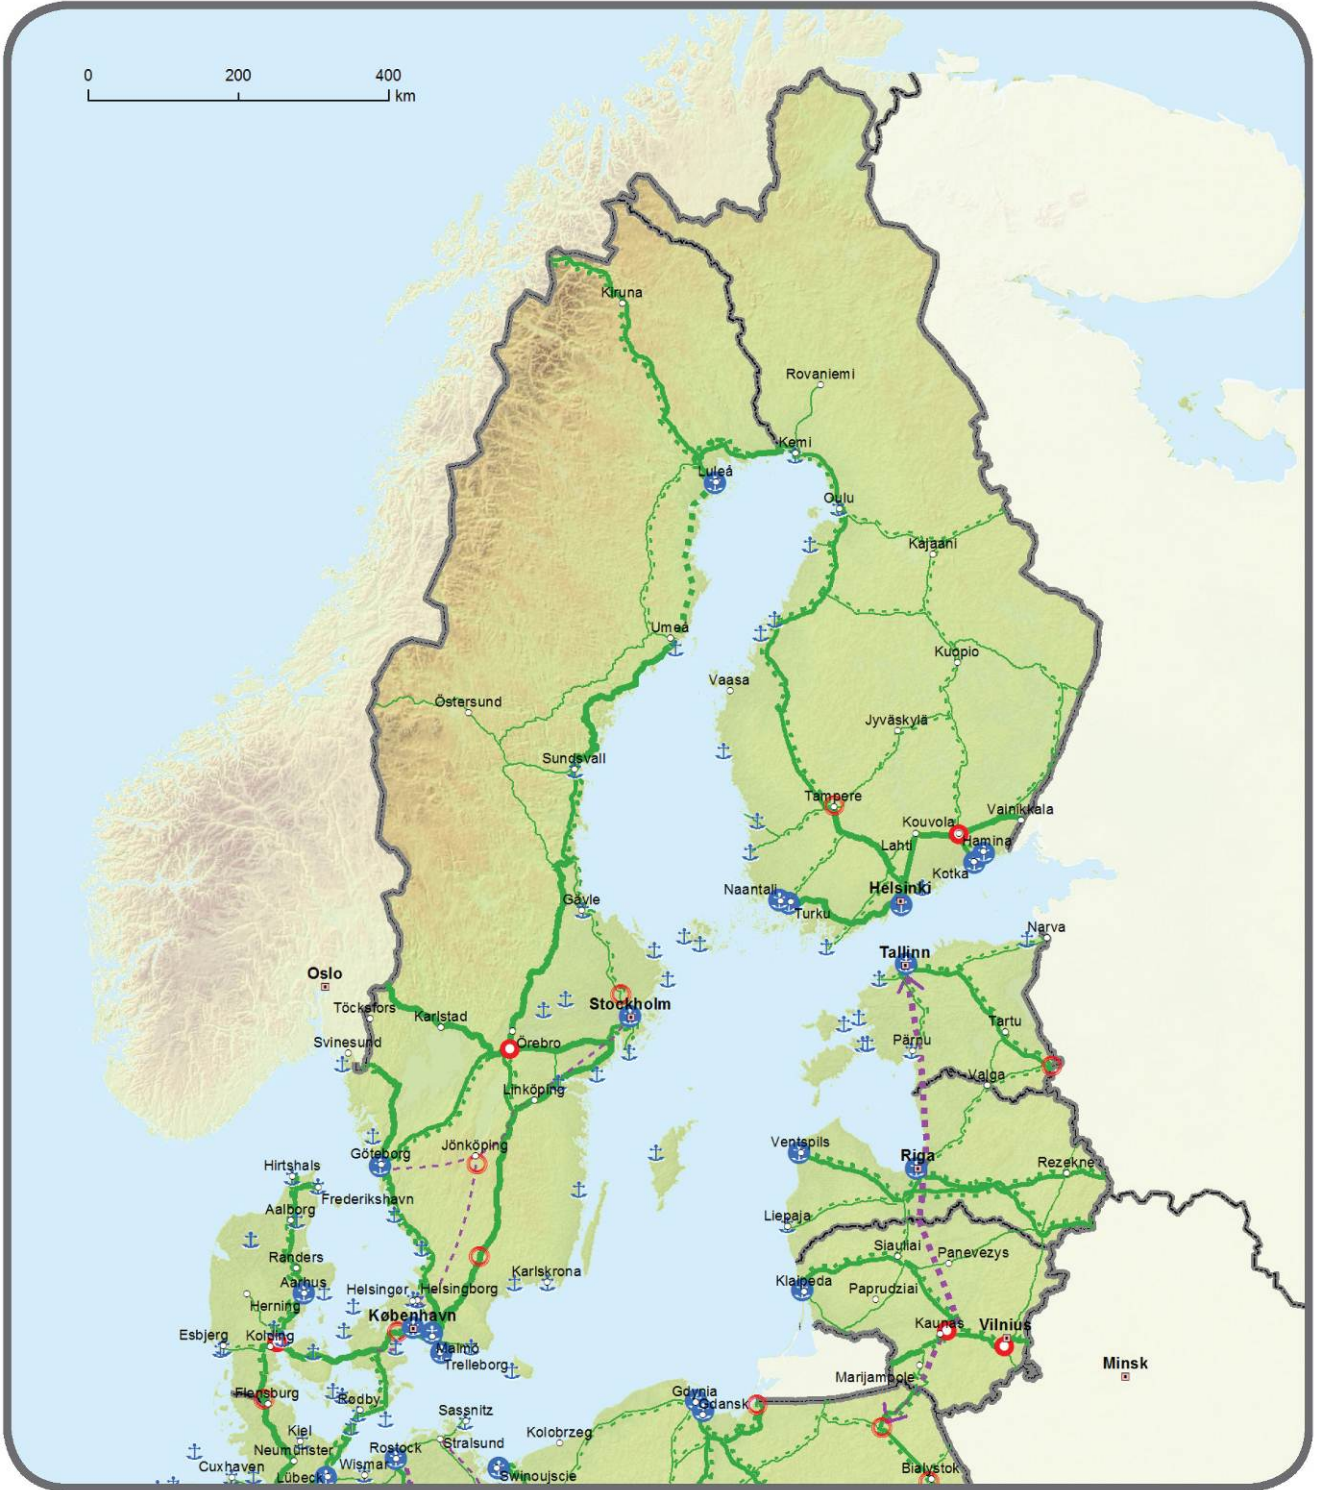 0 200 400
km
Kiruna
Rovaniemi
Kemi
Luleå
Oulu
Kajaani
Umeå
Kuopio
Vaasa
Östersund
Jyväskylä
Sundsvall
Tampere
Vainikkala
Kouvola
Hamina
Lahti
Kotka
Naantali
Helsinki
Gävle
Turku
Narva
Tallinn
Oslo
Stockholm
Töcksfors
Karlstad
Tartu
Svinesund
Örebro
Pärnu
Valga
Linköping
Jönköping
Ventspils
Göteborg
Riga
Hirtshals
Rezekne
Frederikshavn
Aalborg
Liepaja
Siauliai
Panevezys
Randers
Karlskrona
Aarhus
Klaipeda
Helsingør
Helsingborg
Paprudziai
Herning
København
Kaunas
Vilnius
Esbjerg
Kolding
Malmö
Minsk
Trelleborg
Marijampole
Flensburg
Gdynia
Gdansk
Rødby
Sassnitz
Kolobrzeg
Kiel
Stralsund
Neumünster
Rostock
Cuxhaven
Wismar
Bialystok
Lübeck
Swinoujscie